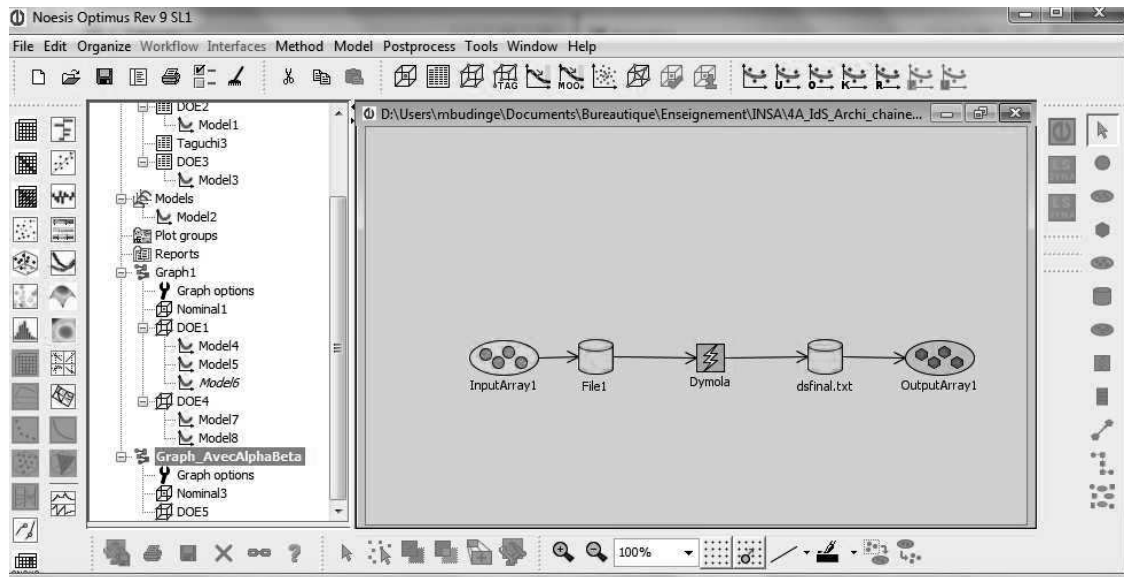 Noesis Optimus Rev 9 SL1
File Edit Organize Workflow Interfaces Method Model Postprocess Tools Window Help
TAG
MOO
U
O
K
R
DOE2
Model1
Taguchi3
DOE3
Model3
Models
Model2
Plot groups
Reports
Graph1
Graph options
Nominal1
DOE1
Model4
Model5
Model6
DOE4
Model7
Model8
Graph_AvecAlphaBeta
Graph options
Nominal3
DOE5
D:\Users\mbudinge\Documents\Bureautique\Enseignement\INSA\4A_IdS_Archi_chaine...
InputArray1
File1
Dymola
dsfinal.txt
OutputArray1
100%